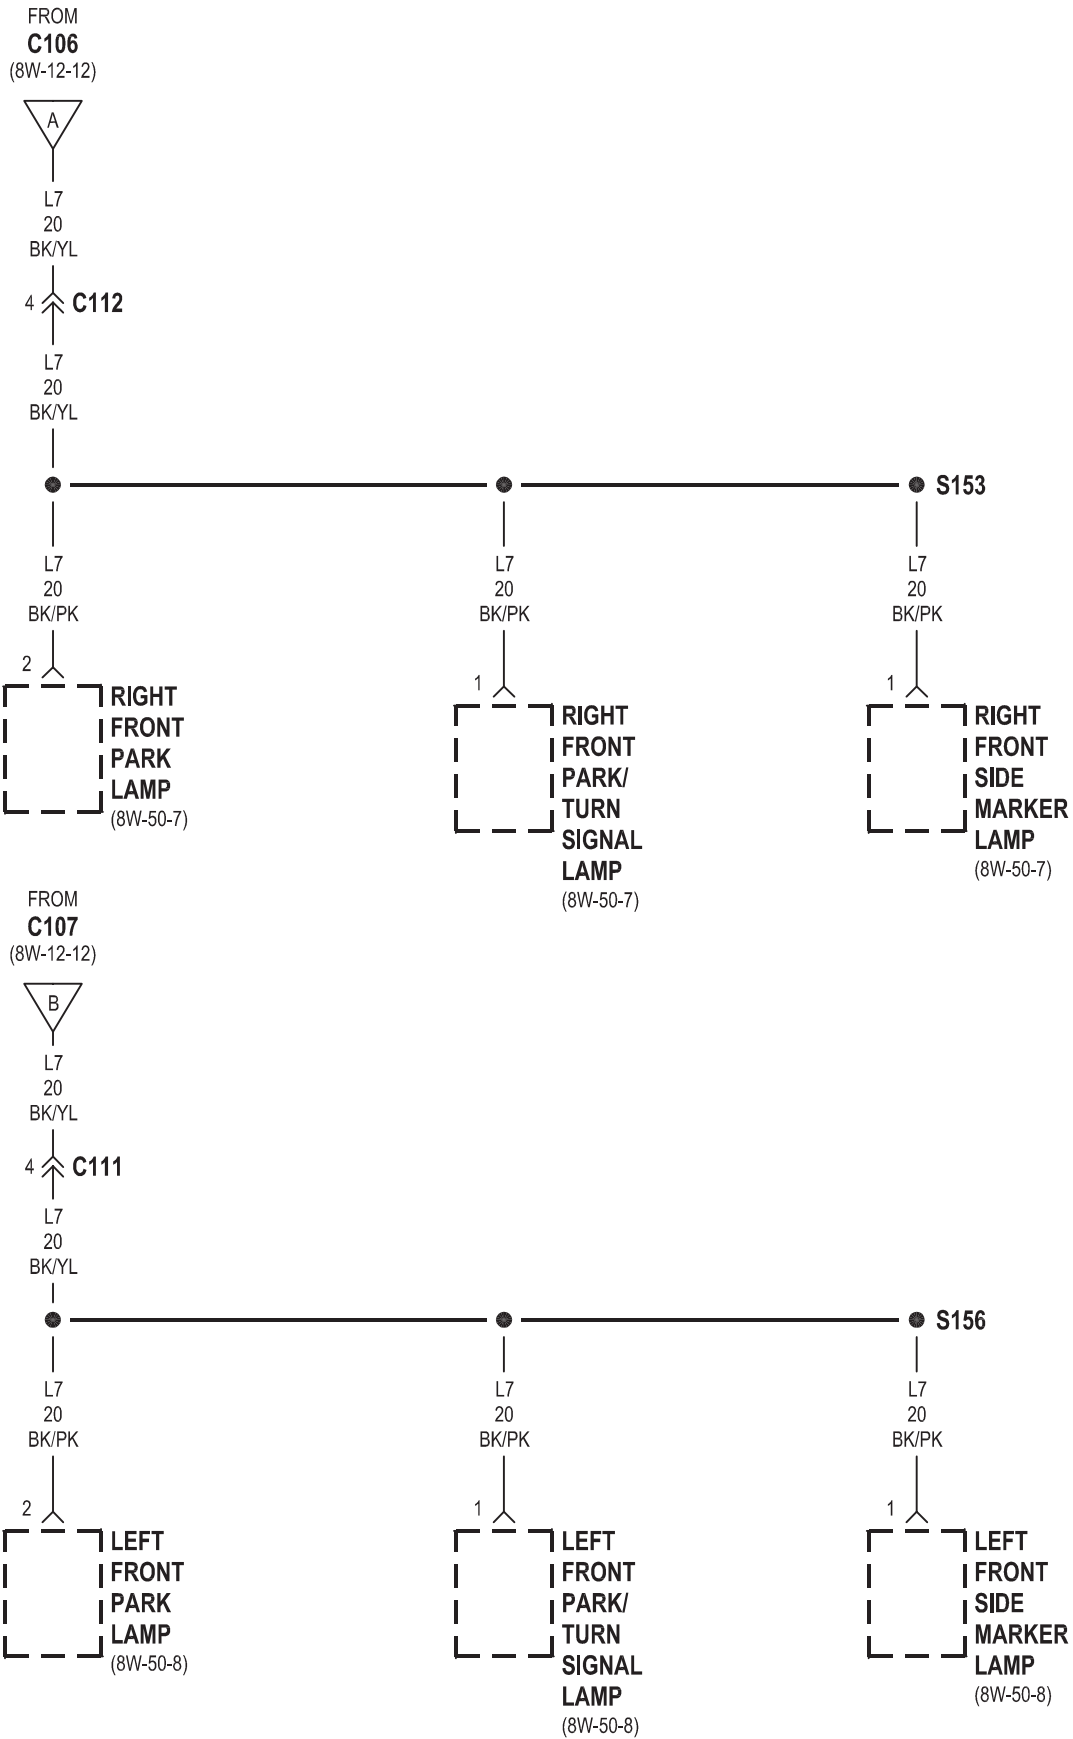 FROM
C106
(8W-12-12)
A
L7
20
BK/YL
4 C112
L7
20
BK/YL
S153
L7
20
BK/PK
L7
20
BK/PK
L7
20
BK/PK
2
RIGHT
FRONT
PARK
LAMP
(8W-50-7)
1
RIGHT
FRONT
PARK/
TURN
SIGNAL
LAMP
(8W-50-7)
1
RIGHT
FRONT
SIDE
MARKER
LAMP
(8W-50-7)
FROM
C107
(8W-12-12)
B
L7
20
BK/YL
4 C111
L7
20
BK/YL
S156
L7
20
BK/PK
L7
20
BK/PK
L7
20
BK/PK
2
LEFT
FRONT
PARK
LAMP
(8W-50-8)
1
LEFT
FRONT
PARK/
TURN
SIGNAL
LAMP
(8W-50-8)
1
LEFT
FRONT
SIDE
MARKER
LAMP
(8W-50-8)